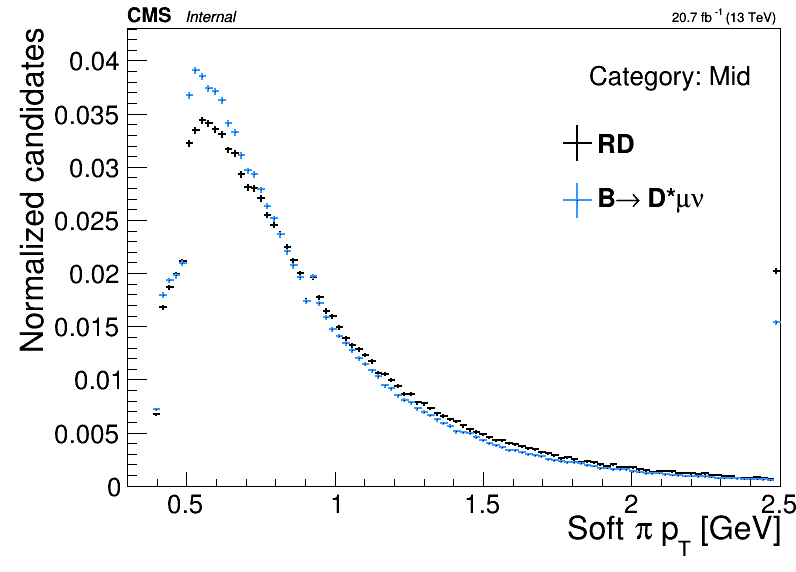 CMS Internal 20.7 fb⁻¹ (13 TeV)
Normalized candidates
0.04
0.035
0.03
0.025
0.02
0.015
0.01
0.005
0
Category: Mid
RD
B→ D*μν
0.5 1 1.5 2 2.5
Soft π p_T [GeV]